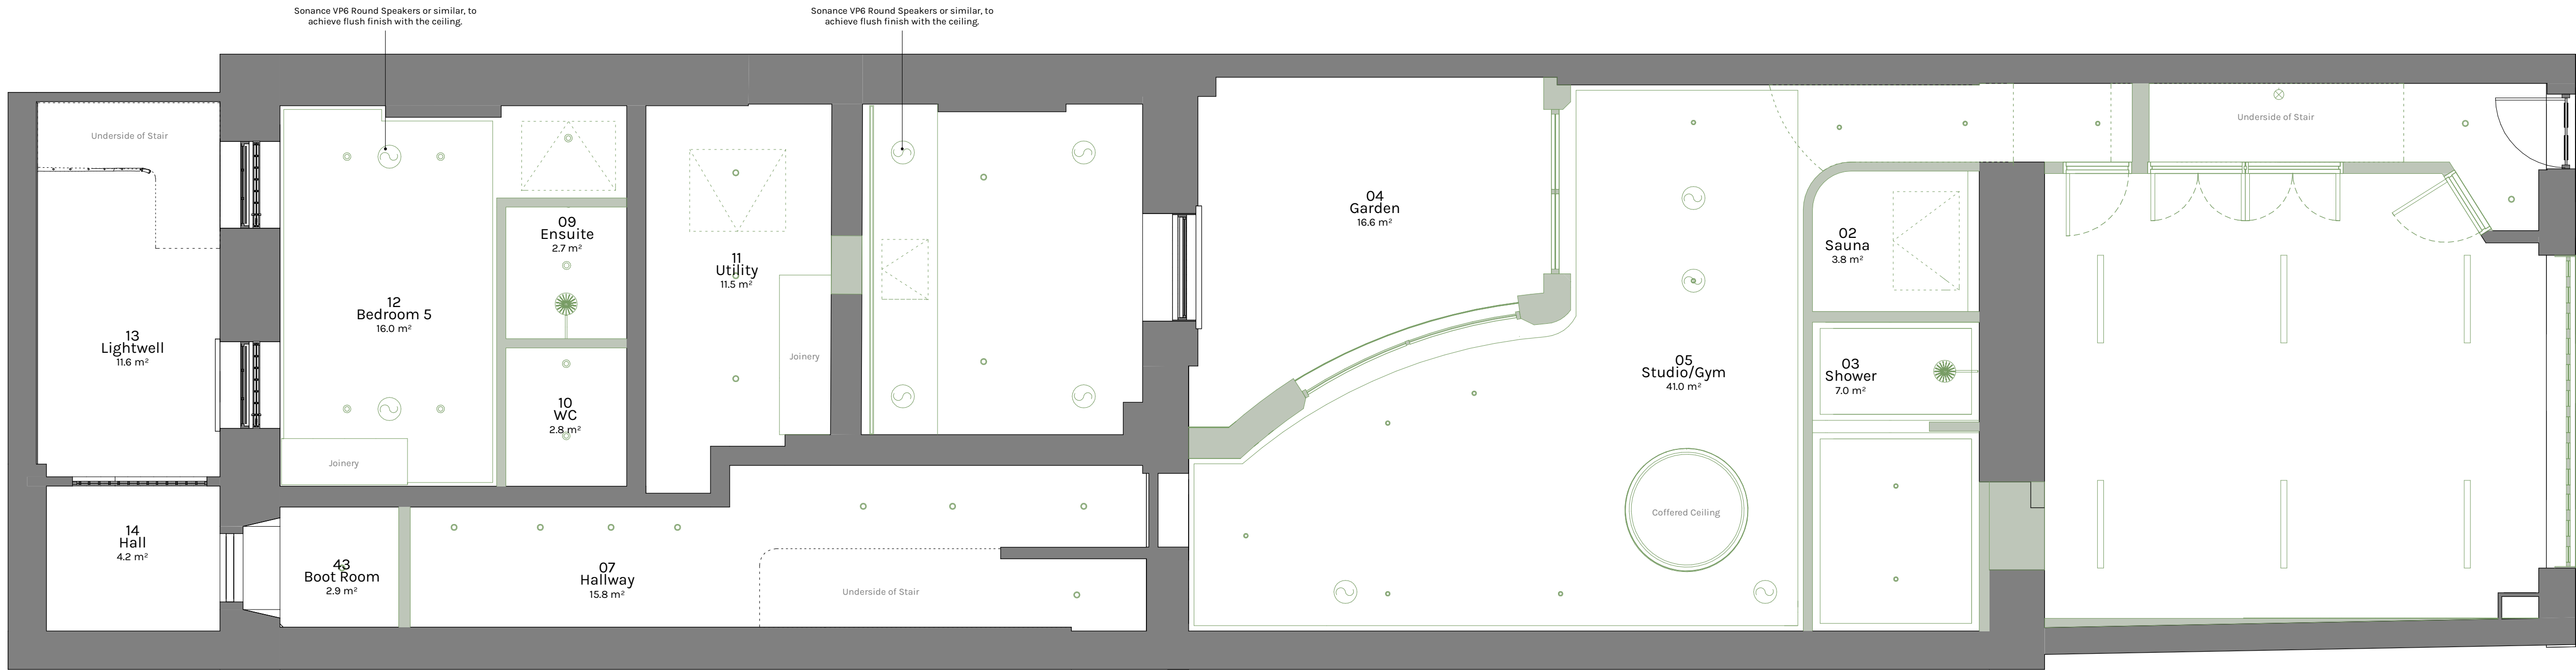 Sonance VP6 Round Speakers or similar, to
achieve flush finish with the ceiling.
Sonance VP6 Round Speakers or similar, to
achieve flush finish with the ceiling.
Underside of Stair
13
Lightwell
11.6 m²
14
Hall
4.2 m²
12
Bedroom 5
16.0 m²
Joinery
09
Ensuite
2.7 m²
10
WC
2.8 m²
43
Boot Room
2.9 m²
07
Hallway
15.8 m²
Underside of Stair
11
Utility
11.5 m²
Joinery
04
Garden
16.6 m²
05
Studio/Gym
41.0 m²
Coffered Ceiling
02
Sauna
3.8 m²
03
Shower
7.0 m²
Underside of Stair